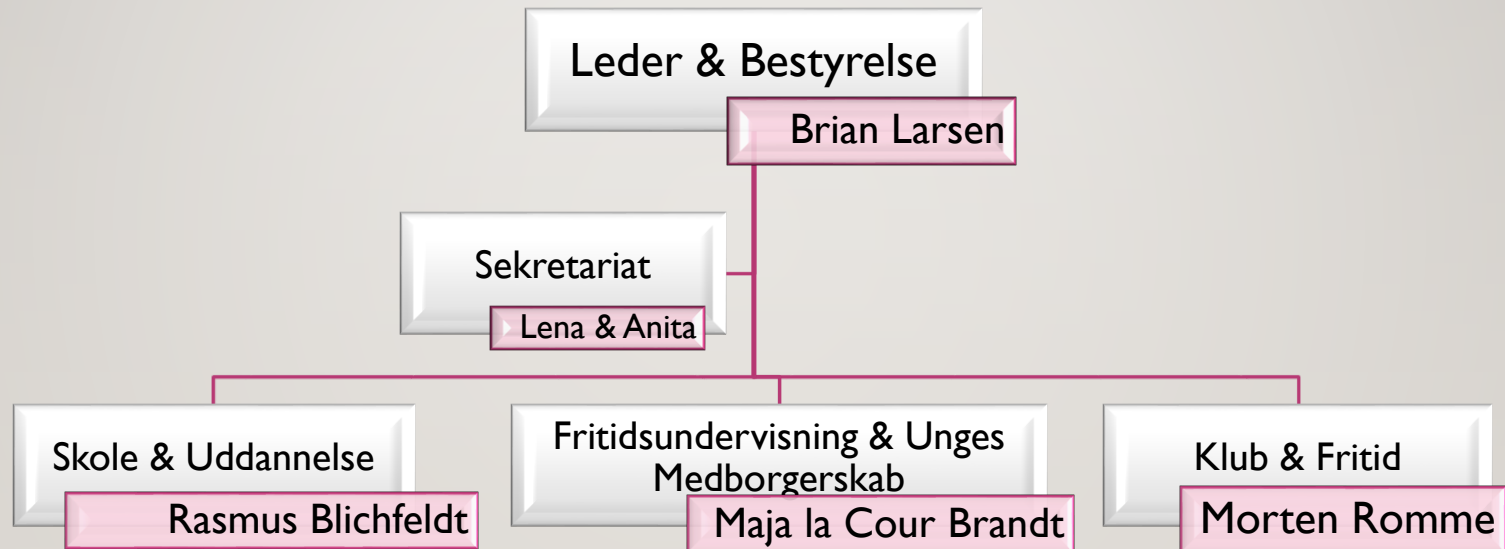 Leder & Bestyrelse
Brian Larsen
Sekretariat
Lena & Anita
Skole & Uddannelse
Rasmus Blichfeldt
Fritidsundervisning & Unges
Medborgerskab
Maja la Cour Brandt
Klub & Fritid
Morten Romme